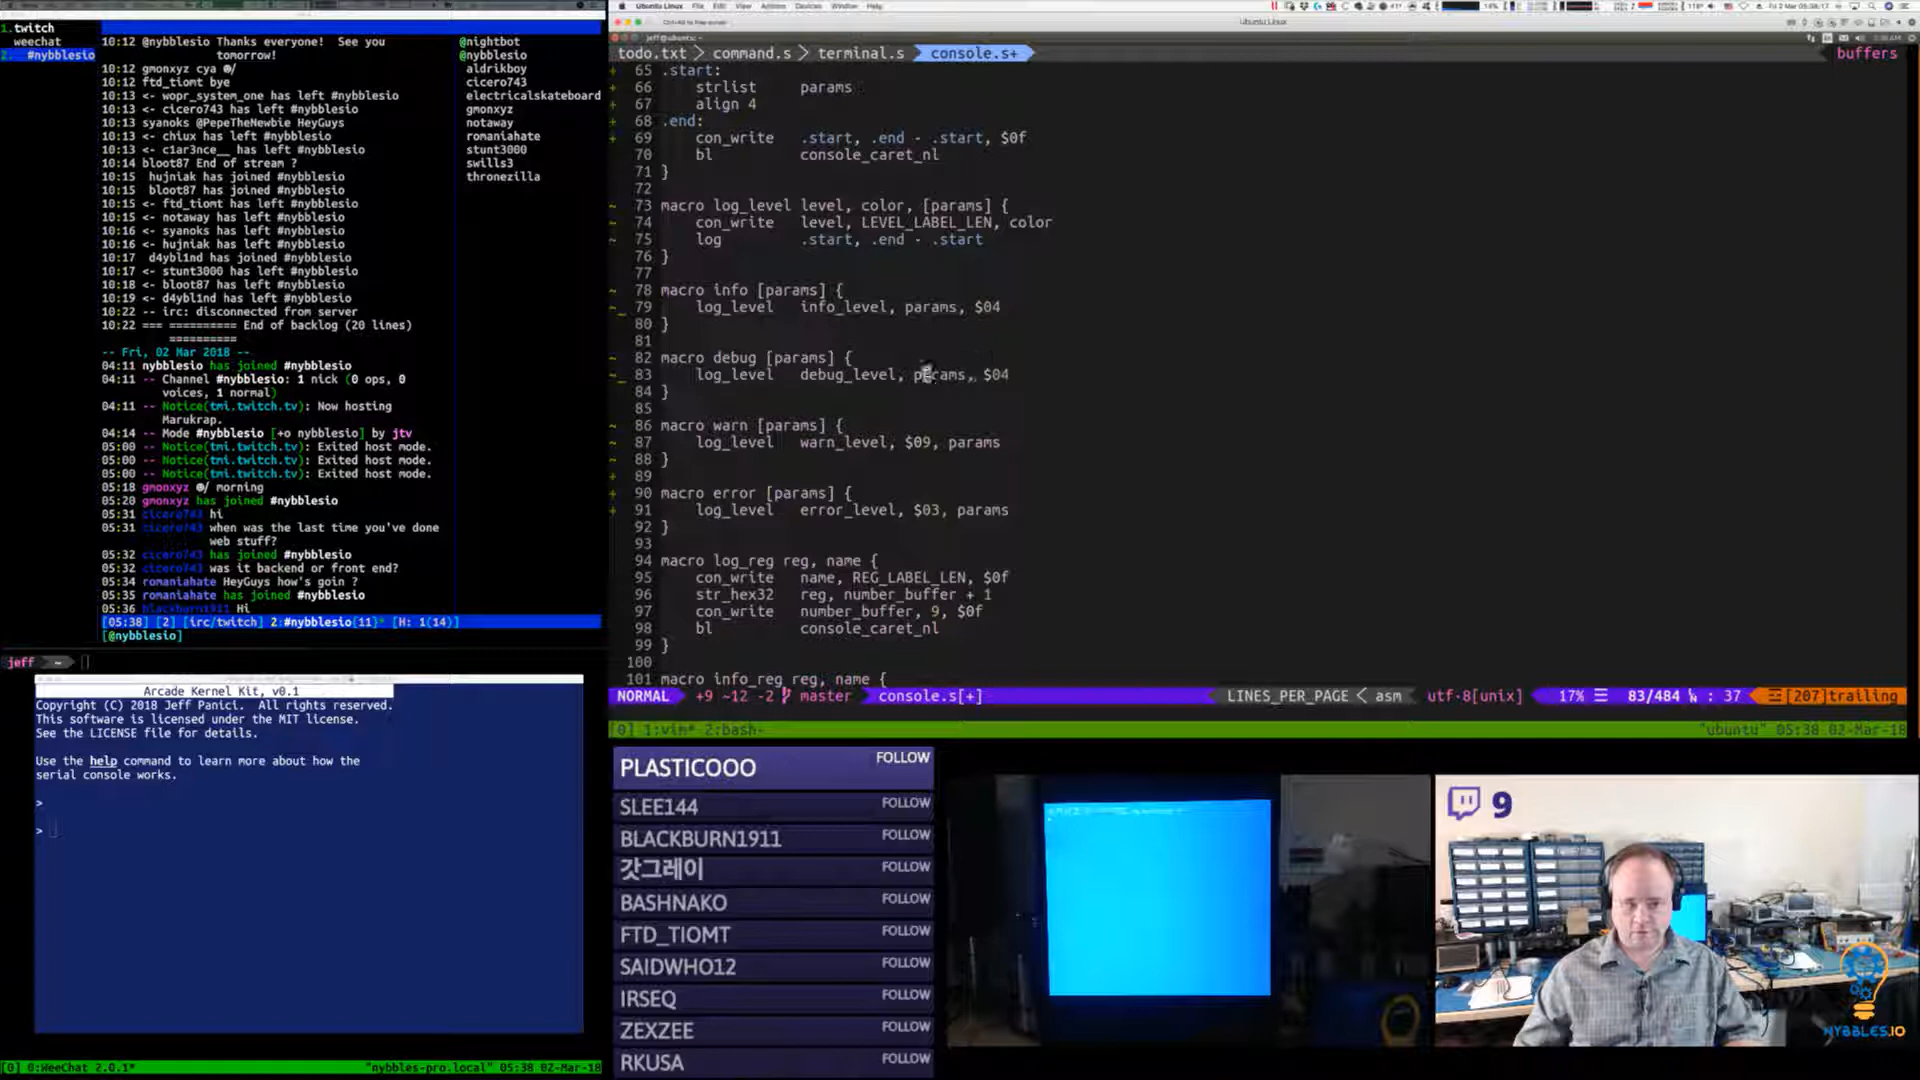 1.twitch
weechat
2. #nybblesio
10:12 @nybblesio Thanks everyone!  See you
tomorrow!
10:12 gmonxyz cya ☻/
10:12 ftd_tiomt bye
10:13 <- wopr_system_one has left #nybblesio
10:13 <- cicero743 has left #nybblesio
10:13 syanoks @PepeTheNewbie HeyGuys
10:13 <- chiux has left #nybblesio
10:13 <- c1ar3nce__ has left #nybblesio
10:14 bloot87 End of stream ?
10:15  hujniak has joined #nybblesio
10:15  bloot87 has joined #nybblesio
10:15 <- ftd_tiomt has left #nybblesio
10:15 <- notaway has left #nybblesio
10:16 <- syanoks has left #nybblesio
10:16 <- hujniak has left #nybblesio
10:17  d4ybl1nd has joined #nybblesio
10:17 <- stunt3000 has left #nybblesio
10:18 <- bloot87 has left #nybblesio
10:19 <- d4ybl1nd has left #nybblesio
10:22 -- irc: disconnected from server
10:22 === ========== End of backlog (20 lines)
==========
-- Fri, 02 Mar 2018 --
04:11 nybblesio has joined #nybblesio
04:11 -- Channel #nybblesio: 1 nick (0 ops, 0
voices, 1 normal)
04:11 -- Notice(tmi.twitch.tv): Now hosting
Marukrap.
04:14 -- Mode #nybblesio [+o nybblesio] by jtv
05:00 -- Notice(tmi.twitch.tv): Exited host mode.
05:00 -- Notice(tmi.twitch.tv): Exited host mode.
05:00 -- Notice(tmi.twitch.tv): Exited host mode.
05:18 gmonxyz ☻/ morning
05:20 gmonxyz has joined #nybblesio
05:31 cicero743 hi
05:31 cicero743 when was the last time you've done
web stuff?
05:32 cicero743 has joined #nybblesio
05:32 cicero743 was it backend or front end?
05:34 romaniahate HeyGuys how's goin ?
05:35 romaniahate has joined #nybblesio
05:36 blackburn1911 Hi
[05:38] [2] [irc/twitch] 2:#nybblesio{11}* [H: 1(14)]
[@nybblesio]
@nightbot
@nybblesio
aldrikboy
cicero743
electricalskateboard
gmonxyz
notaway
romaniahate
stunt3000
swills3
thronezilla
jeff > ~
Arcade Kernel Kit, v0.1
Copyright (C) 2018 Jeff Panici.  All rights reserved.
This software is licensed under the MIT license.
See the LICENSE file for details.
Use the help command to learn more about how the
serial console works.
>
>
[0] 0:WeeChat 2.0.1* "nybbles-pro.local" 05:38 02-Mar-18
Ubuntu Linux File Edit View Actions Devices Window Help
Ubuntu Linux
todo.txt > command.s > terminal.s console.s+ buffers
65 .start:
66 strlist params
67 align 4
68 .end:
69 con_write .start, .end - .start, $0f
70 bl console_caret_nl
71 }
72
73 macro log_level level, color, [params] {
74 con_write level, LEVEL_LABEL_LEN, color
75 log .start, .end - .start
76 }
77
78 macro info [params] {
79 log_level info_level, params, $04
80 }
81
82 macro debug [params] {
83 log_level debug_level, params, $04
84 }
85
86 macro warn [params] {
87 log_level warn_level, $09, params
88 }
89
90 macro error [params] {
91 log_level error_level, $03, params
92 }
93
94 macro log_reg reg, name {
95 con_write name, REG_LABEL_LEN, $0f
96 str_hex32 reg, number_buffer + 1
97 con_write number_buffer, 9, $0f
98 bl console_caret_nl
99 }
100
101 macro info_reg reg, name {
NORMAL +9 ~12 -2 master console.s[+] LINES_PER_PAGE < asm utf-8[unix] 17% 83/484 : 37 [207]trailing
[0] 1:vim* 2:bash- "ubuntu" 05:38 02-Mar-18
PLASTICOOO FOLLOW
SLEE144 FOLLOW
BLACKBURN1911 FOLLOW
갓그레이 FOLLOW
BASHNAKO FOLLOW
FTD_TIOMT FOLLOW
SAIDWHO12 FOLLOW
IRSEQ FOLLOW
ZEXZEE FOLLOW
RKUSA FOLLOW
9
NYBBLES.IO